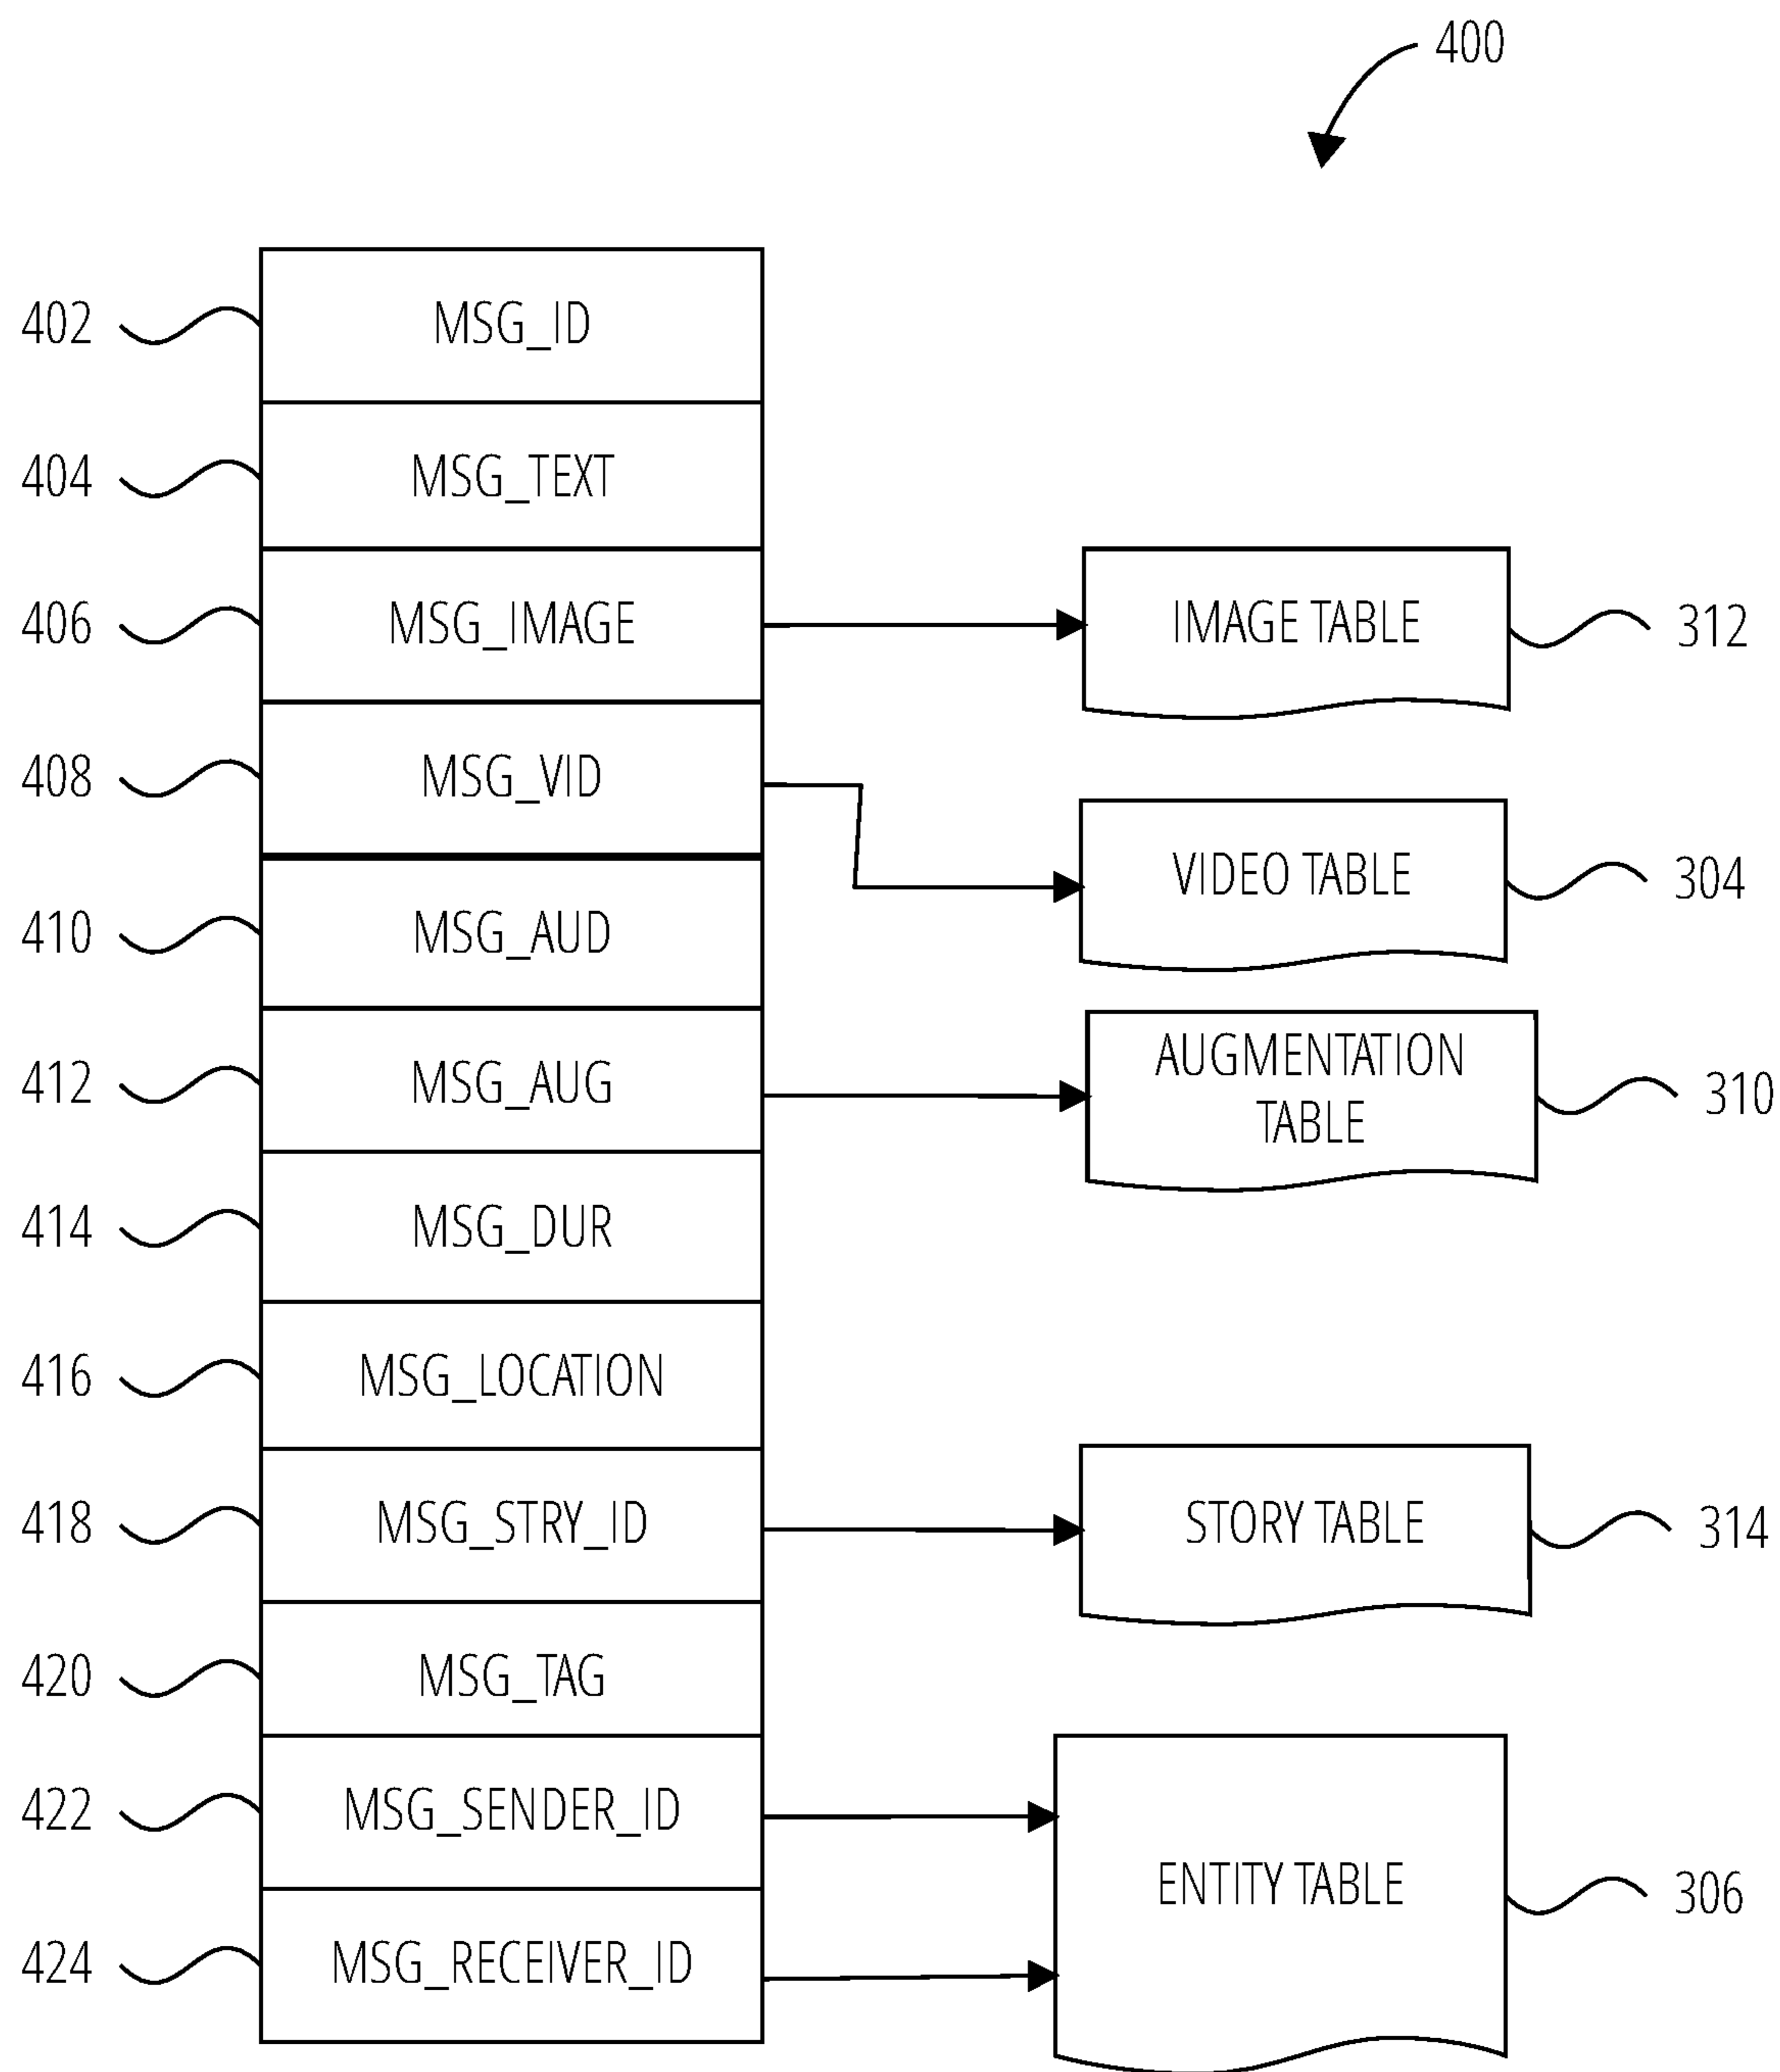 400
402
MSG_ID
404
MSG_TEXT
406
MSG_IMAGE
IMAGE TABLE
312
408
MSG_VID
VIDEO TABLE
304
410
MSG_AUD
412
MSG_AUG
AUGMENTATION
TABLE
310
414
MSG_DUR
416
MSG_LOCATION
418
MSG_STRY_ID
STORY TABLE
314
420
MSG_TAG
422
MSG_SENDER_ID
ENTITY TABLE
306
424
MSG_RECEIVER_ID